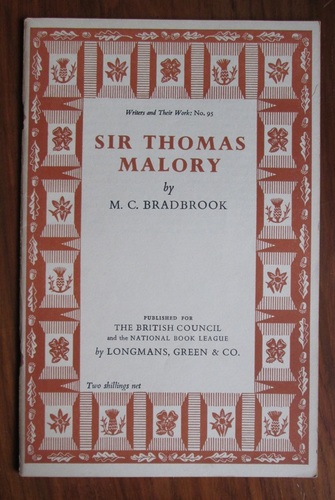 Writers and Their Work: No. 95
SIR THOMAS
MALORY
by
M. C. BRADBROOK
PUBLISHED FOR
THE BRITISH COUNCIL
and the NATIONAL BOOK LEAGUE
by LONGMANS, GREEN & CO.
Two shillings net